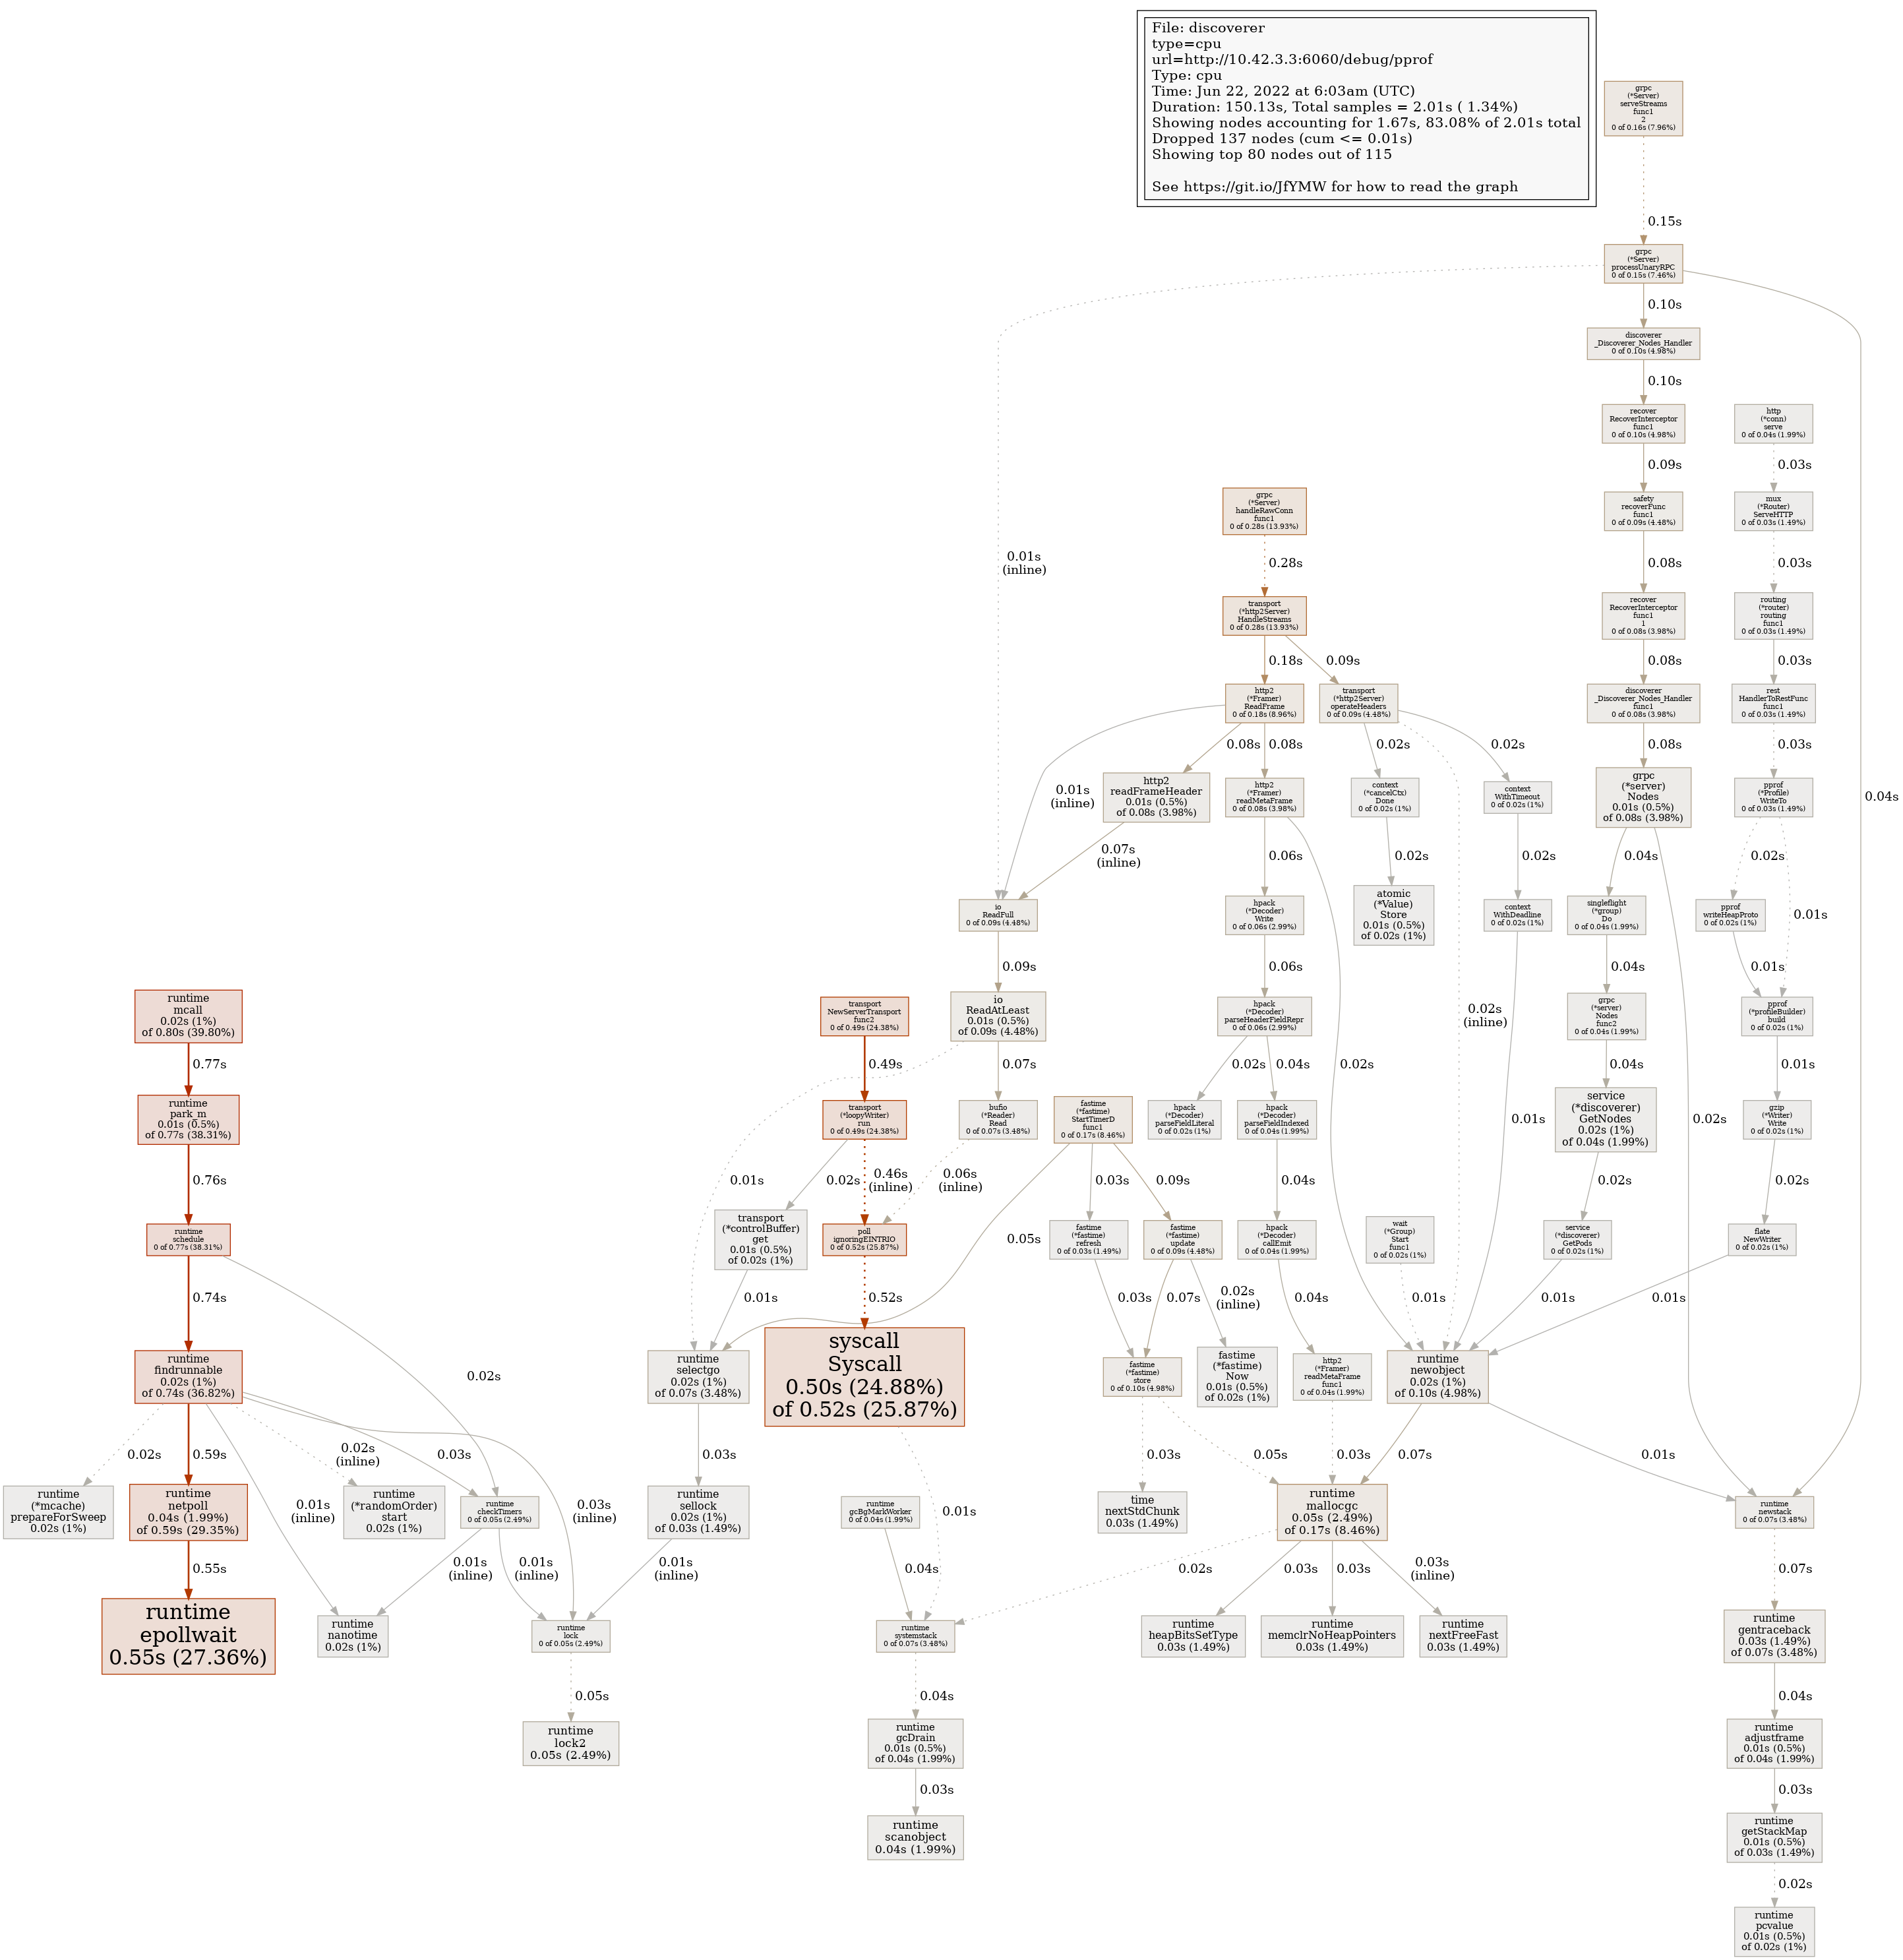 File: discoverer
type=cpu
url=http://10.42.3.3:6060/debug/pprof
Type: cpu
Time: Jun 22, 2022 at 6:03am (UTC)
Duration: 150.13s, Total samples = 2.01s ( 1.34%)
Showing nodes accounting for 1.67s, 83.08% of 2.01s total
Dropped 137 nodes (cum <= 0.01s)
Showing top 80 nodes out of 115
See https://git.io/JfYMW for how to read the graph
grpc
(*Server)
serveStreams
func1
2
0 of 0.16s (7.96%)
0.15s
grpc
(*Server)
processUnaryRPC
0 of 0.15s (7.46%)
0.10s
discoverer
_Discoverer_Nodes_Handler
0 of 0.10s (4.98%)
0.10s
recover
RecoverInterceptor
func1
0 of 0.10s (4.98%)
http
(*conn)
serve
0 of 0.04s (1.99%)
0.09s
0.03s
grpc
(*Server)
handleRawConn
func1
0 of 0.28s (13.93%)
safety
recoverFunc
func1
0 of 0.09s (4.48%)
mux
(*Router)
ServeHTTP
0 of 0.03s (1.49%)
0.01s
(inline)
0.28s
0.08s
0.03s
transport
(*http2Server)
HandleStreams
0 of 0.28s (13.93%)
recover
RecoverInterceptor
func1
1
0 of 0.08s (3.98%)
routing
(*router)
routing
func1
0 of 0.03s (1.49%)
0.18s
0.09s
0.08s
0.03s
http2
(*Framer)
ReadFrame
0 of 0.18s (8.96%)
transport
(*http2Server)
operateHeaders
0 of 0.09s (4.48%)
discoverer
_Discoverer_Nodes_Handler
func1
0 of 0.08s (3.98%)
rest
HandlerToRestFunc
func1
0 of 0.03s (1.49%)
0.08s
0.08s
0.02s
0.02s
0.08s
0.03s
0.01s
(inline)
http2
readFrameHeader
0.01s (0.5%)
of 0.08s (3.98%)
http2
(*Framer)
readMetaFrame
0 of 0.08s (3.98%)
context
(*cancelCtx)
Done
0 of 0.02s (1%)
context
WithTimeout
0 of 0.02s (1%)
grpc
(*server)
Nodes
0.01s (0.5%)
of 0.08s (3.98%)
pprof
(*Profile)
WriteTo
0 of 0.03s (1.49%)
0.04s
0.07s
(inline)
0.06s
0.02s
0.02s
0.04s
0.02s
io
ReadFull
0 of 0.09s (4.48%)
hpack
(*Decoder)
Write
0 of 0.06s (2.99%)
atomic
(*Value)
Store
0.01s (0.5%)
of 0.02s (1%)
context
WithDeadline
0 of 0.02s (1%)
singleflight
(*group)
Do
0 of 0.04s (1.99%)
pprof
writeHeapProto
0 of 0.02s (1%)
0.01s
0.09s
0.06s
0.04s
0.01s
runtime
mcall
0.02s (1%)
of 0.80s (39.80%)
transport
NewServerTransport
func2
0 of 0.49s (24.38%)
io
ReadAtLeast
0.01s (0.5%)
of 0.09s (4.48%)
hpack
(*Decoder)
parseHeaderFieldRepr
0 of 0.06s (2.99%)
0.02s
(inline)
grpc
(*server)
Nodes
func2
0 of 0.04s (1.99%)
pprof
(*profileBuilder)
build
0 of 0.02s (1%)
0.77s
0.49s
0.07s
0.02s
0.04s
0.02s
0.04s
0.01s
runtime
park_m
0.01s (0.5%)
of 0.77s (38.31%)
transport
(*loopyWriter)
run
0 of 0.49s (24.38%)
bufio
(*Reader)
Read
0 of 0.07s (3.48%)
fastime
(*fastime)
StartTimerD
func1
0 of 0.17s (8.46%)
hpack
(*Decoder)
parseFieldLiteral
0 of 0.02s (1%)
hpack
(*Decoder)
parseFieldIndexed
0 of 0.04s (1.99%)
0.01s
service
(*discoverer)
GetNodes
0.02s (1%)
of 0.04s (1.99%)
0.02s
gzip
(*Writer)
Write
0 of 0.02s (1%)
0.76s
0.01s
0.02s
0.46s
(inline)
0.06s
(inline)
0.03s
0.09s
0.04s
0.02s
0.02s
runtime
schedule
0 of 0.77s (38.31%)
transport
(*controlBuffer)
get
0.01s (0.5%)
of 0.02s (1%)
poll
ignoringEINTRIO
0 of 0.52s (25.87%)
0.05s
fastime
(*fastime)
refresh
0 of 0.03s (1.49%)
fastime
(*fastime)
update
0 of 0.09s (4.48%)
hpack
(*Decoder)
callEmit
0 of 0.04s (1.99%)
wait
(*Group)
Start
func1
0 of 0.02s (1%)
service
(*discoverer)
GetPods
0 of 0.02s (1%)
flate
NewWriter
0 of 0.02s (1%)
0.74s
0.01s
0.52s
0.03s
0.07s
0.02s
(inline)
0.04s
0.01s
0.01s
0.01s
runtime
findrunnable
0.02s (1%)
of 0.74s (36.82%)
0.02s
runtime
selectgo
0.02s (1%)
of 0.07s (3.48%)
syscall
Syscall
0.50s (24.88%)
of 0.52s (25.87%)
fastime
(*fastime)
store
0 of 0.10s (4.98%)
fastime
(*fastime)
Now
0.01s (0.5%)
of 0.02s (1%)
http2
(*Framer)
readMetaFrame
func1
0 of 0.04s (1.99%)
runtime
newobject
0.02s (1%)
of 0.10s (4.98%)
0.02s
0.59s
0.02s
(inline)
0.03s
0.03s
0.03s
0.05s
0.03s
0.07s
0.01s
runtime
(*mcache)
prepareForSweep
0.02s (1%)
runtime
netpoll
0.04s (1.99%)
of 0.59s (29.35%)
0.01s
(inline)
runtime
(*randomOrder)
start
0.02s (1%)
runtime
checkTimers
0 of 0.05s (2.49%)
0.03s
(inline)
runtime
sellock
0.02s (1%)
of 0.03s (1.49%)
runtime
gcBgMarkWorker
0 of 0.04s (1.99%)
0.01s
time
nextStdChunk
0.03s (1.49%)
runtime
mallocgc
0.05s (2.49%)
of 0.17s (8.46%)
runtime
newstack
0 of 0.07s (3.48%)
0.55s
0.01s
(inline)
0.01s
(inline)
0.01s
(inline)
0.04s
0.02s
0.03s
0.03s
0.03s
(inline)
0.07s
runtime
epollwait
0.55s (27.36%)
runtime
nanotime
0.02s (1%)
runtime
lock
0 of 0.05s (2.49%)
runtime
systemstack
0 of 0.07s (3.48%)
runtime
heapBitsSetType
0.03s (1.49%)
runtime
memclrNoHeapPointers
0.03s (1.49%)
runtime
nextFreeFast
0.03s (1.49%)
runtime
gentraceback
0.03s (1.49%)
of 0.07s (3.48%)
0.05s
0.04s
0.04s
runtime
lock2
0.05s (2.49%)
runtime
gcDrain
0.01s (0.5%)
of 0.04s (1.99%)
runtime
adjustframe
0.01s (0.5%)
of 0.04s (1.99%)
0.03s
0.03s
runtime
scanobject
0.04s (1.99%)
runtime
getStackMap
0.01s (0.5%)
of 0.03s (1.49%)
0.02s
runtime
pcvalue
0.01s (0.5%)
of 0.02s (1%)